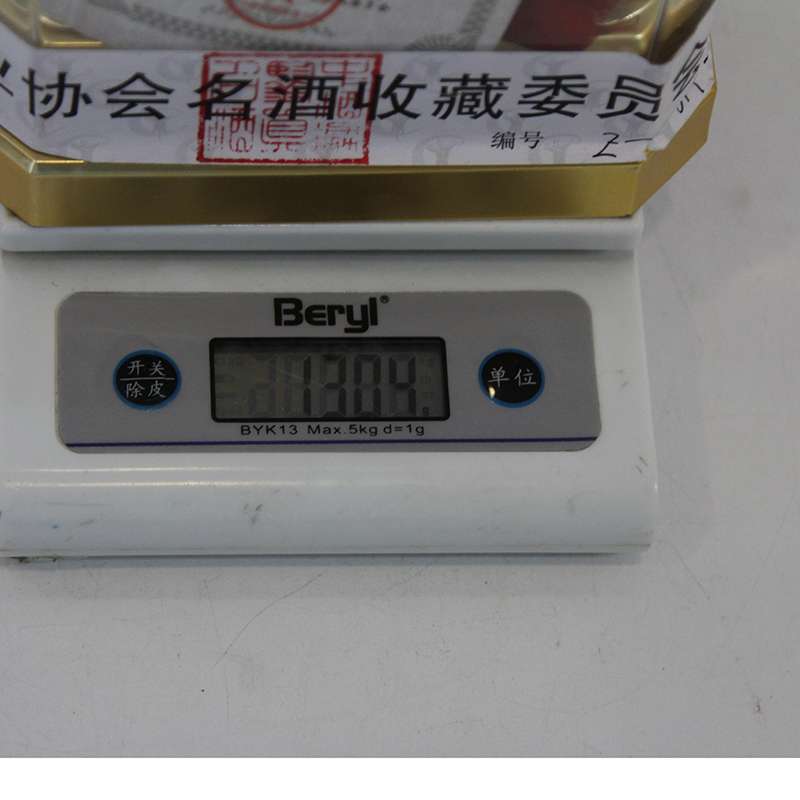 协会名酒收藏委员
编号 Z-
Beryl®
开关
除皮
1304
单位
BYK13 Max.5kg d=1g